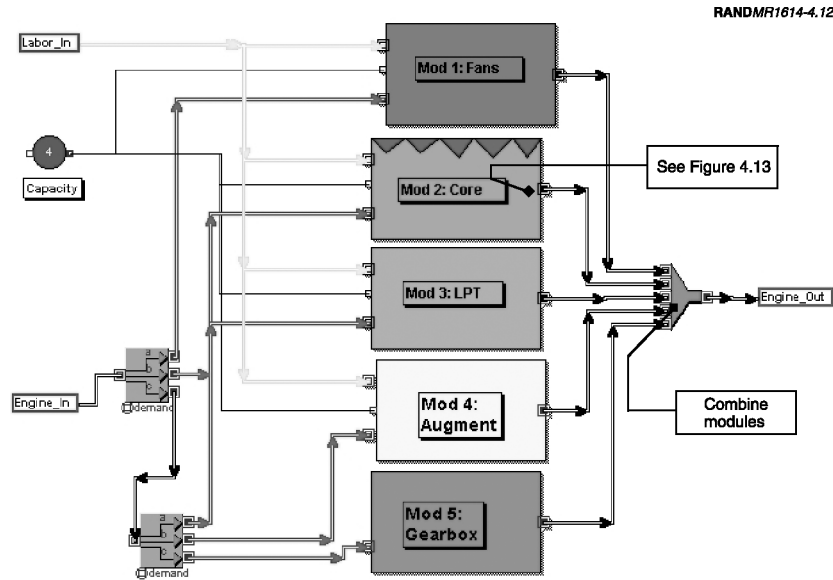 RANDMR1614-4.12
Labor_In
Mod 1: Fans
4
Capacity
Mod 2: Core
See Figure 4.13
Mod 3: LPT
Engine_Out
a
b
c
demand
Engine_In
Mod 4:
Augment
Combine
modules
a
b
c
demand
Mod 5:
Gearbox